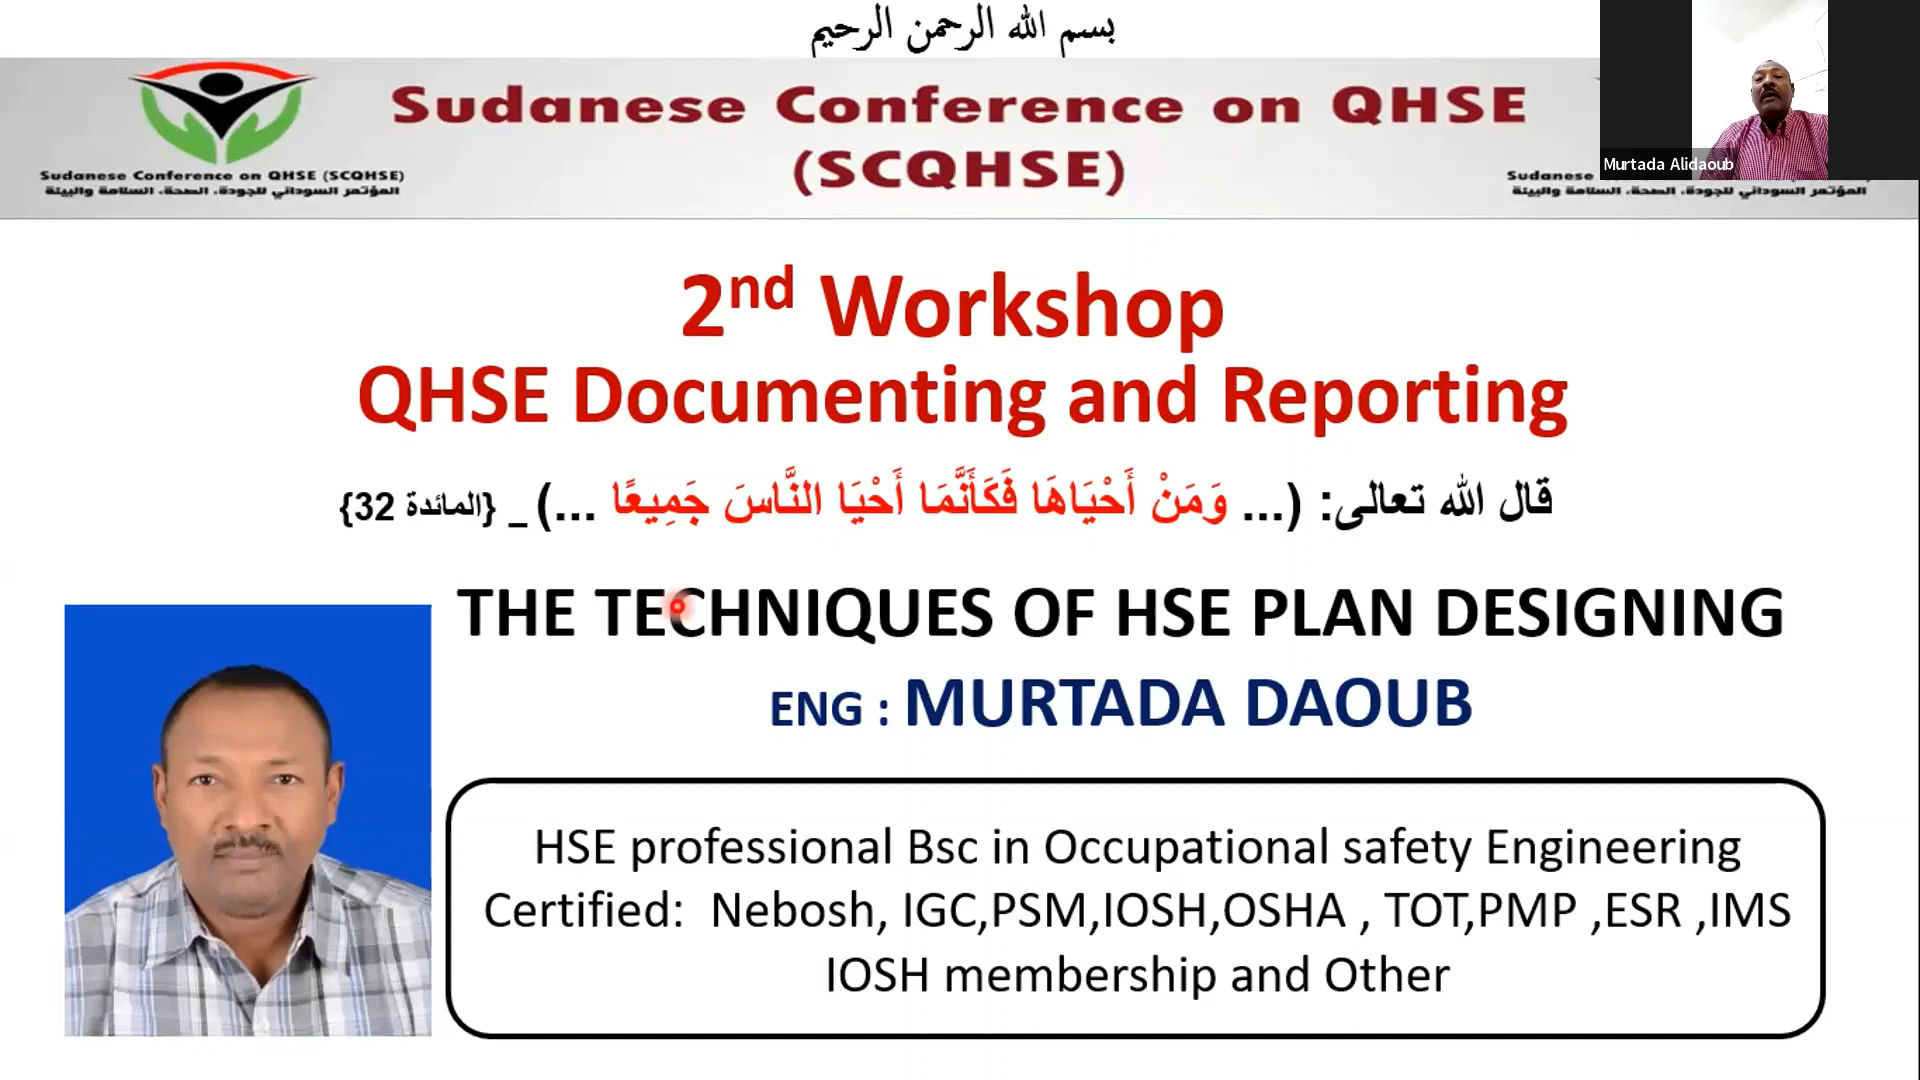 بسم الله الرحمن الرحيم
Sudanese Conference on QHSE
(SCQHSE)
Sudanese Conference on QHSE (SCQHSE)
المؤتمر السوداني للجودة، الصحة، السلامة والبيئة
Murtada Alidaoub
Sudanese
المؤتمر السوداني للجودة، الصحة، السلامة والبيئة
2nd Workshop
QHSE Documenting and Reporting
قال الله تعالى: (... وَمَنْ أَحْيَاهَا فَكَأَنَّمَا أَحْيَا النَّاسَ جَمِيعًا ...) _ {المائدة 32}
THE TECHNIQUES OF HSE PLAN DESIGNING
ENG : MURTADA DAOUB
HSE professional Bsc in Occupational safety Engineering
Certified: Nebosh, IGC,PSM,IOSH,OSHA , TOT,PMP ,ESR ,IMS
IOSH membership and Other